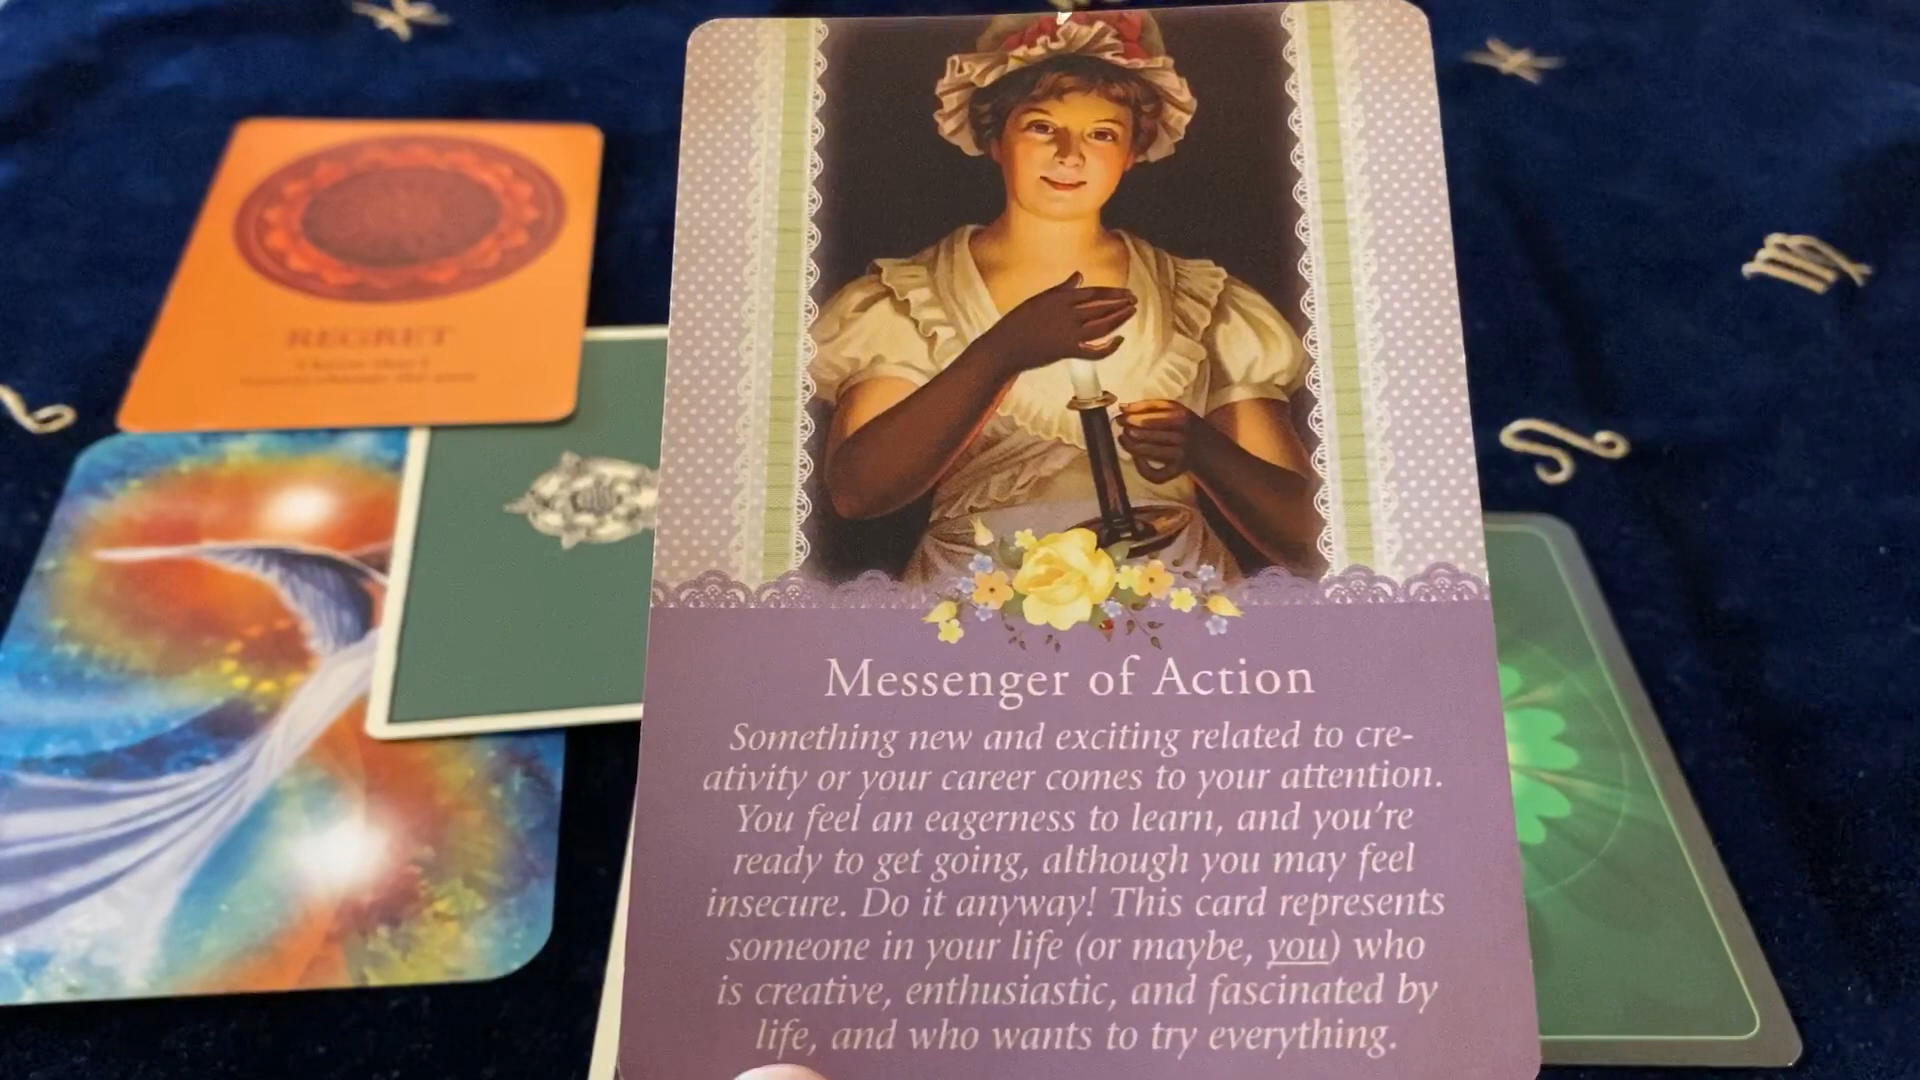 REGRET
Messenger of Action
Something new and exciting related to cre-
ativity or your career comes to your attention.
You feel an eagerness to learn, and you're
ready to get going, although you may feel
insecure. Do it anyway! This card represents
someone in your life (or maybe, you) who
is creative, enthusiastic, and fascinated by
life, and who wants to try everything.